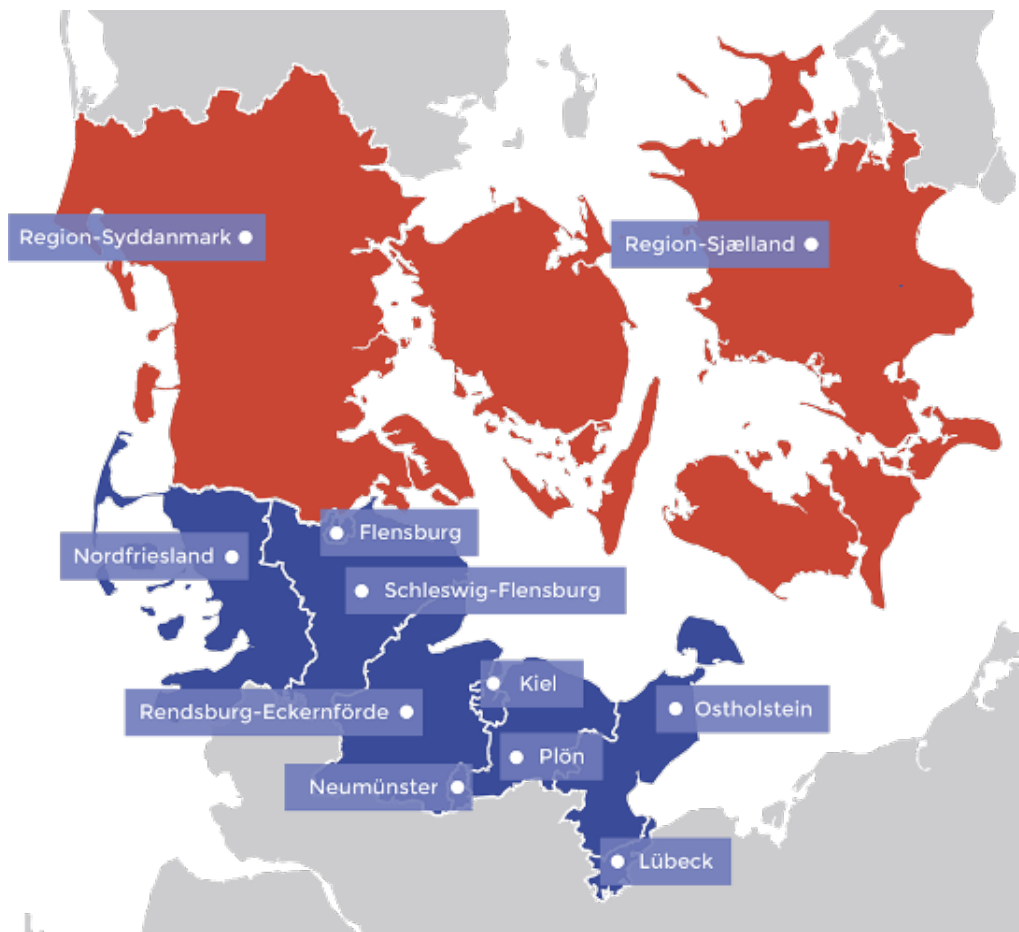 Region-Syddanmark
Region-Sjælland
Flensburg
Nordfriesland
Schleswig-Flensburg
Kiel
Rendsburg-Eckernförde
Ostholstein
Plön
Neumünster
Lübeck